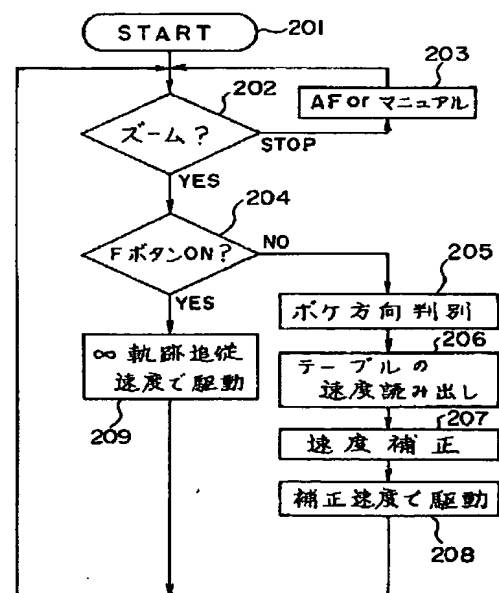 START
201
203
202
AF or マニュアル
ズーム?
STOP
YES
204
FボタンON?
NO
205
YES
ボケ方向判別
206
∞軌跡追従
速度で駆動
209
テーブルの
速度読み出し
207
速度補正
補正速度で駆動
208